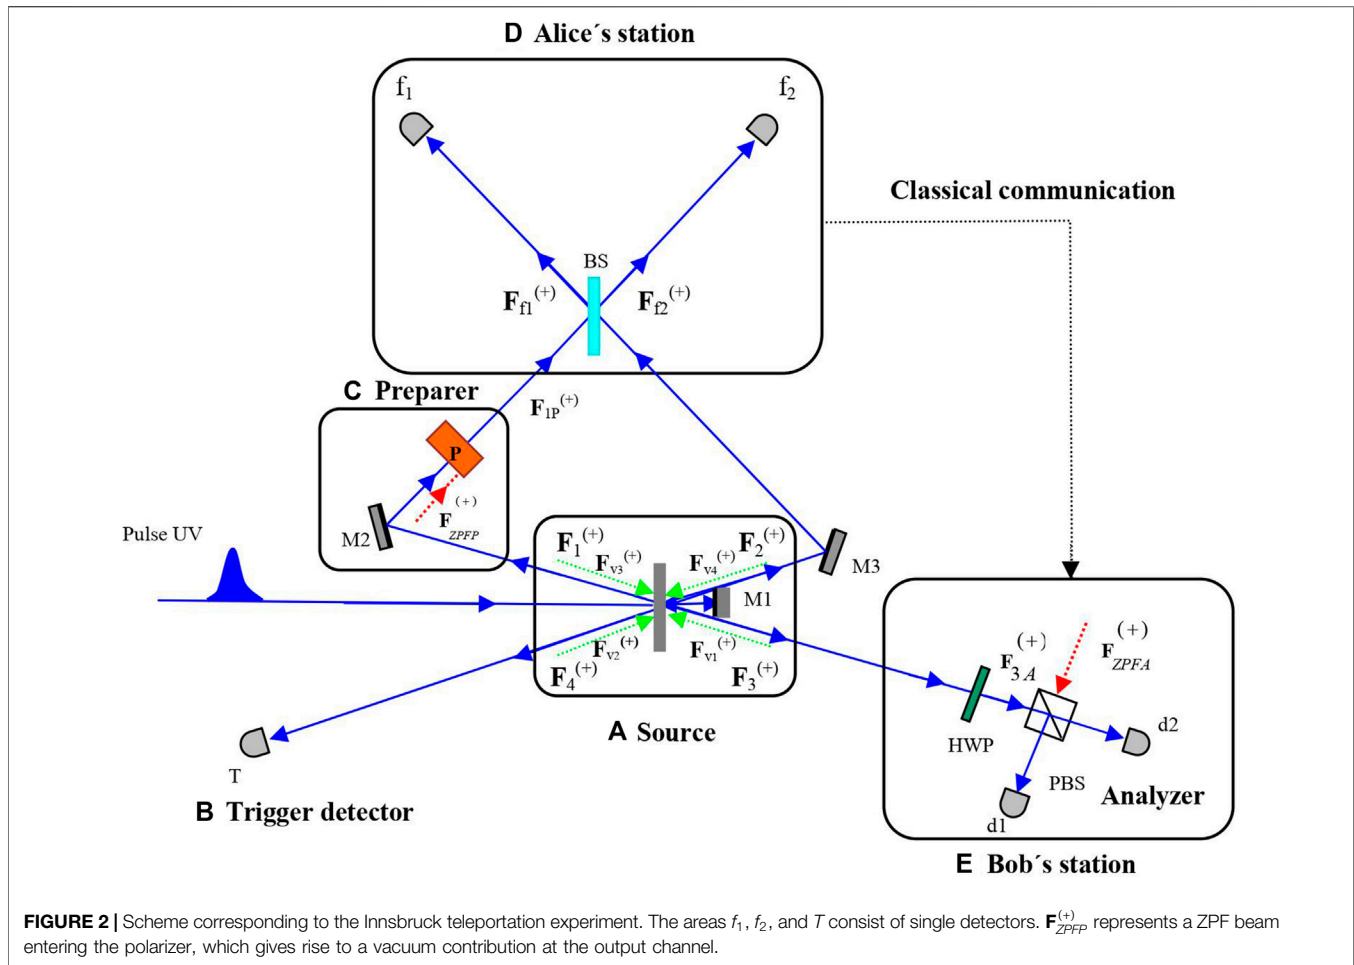 D Alice´s station
f1
f2
Classical communication
BS
Ff1(+)
Ff2(+)
C Preparer
F1P(+)
P
F ZPFP (+)
M2
Pulse UV
F1(+)
Fv3(+)
Fv4(+)
F2(+)
M3
M1
Fv2(+)
Fv1(+)
F4(+)
F3(+)
F3A(+)
F ZPFA (+)
A Source
HWP
d2
T
PBS
Analyzer
B Trigger detector
d1
E Bob´s station
FIGURE 2 | Scheme corresponding to the Innsbruck teleportation experiment. The areas f1, f2, and T consist of single detectors. F(+)ZPFP represents a ZPF beam
entering the polarizer, which gives rise to a vacuum contribution at the output channel.